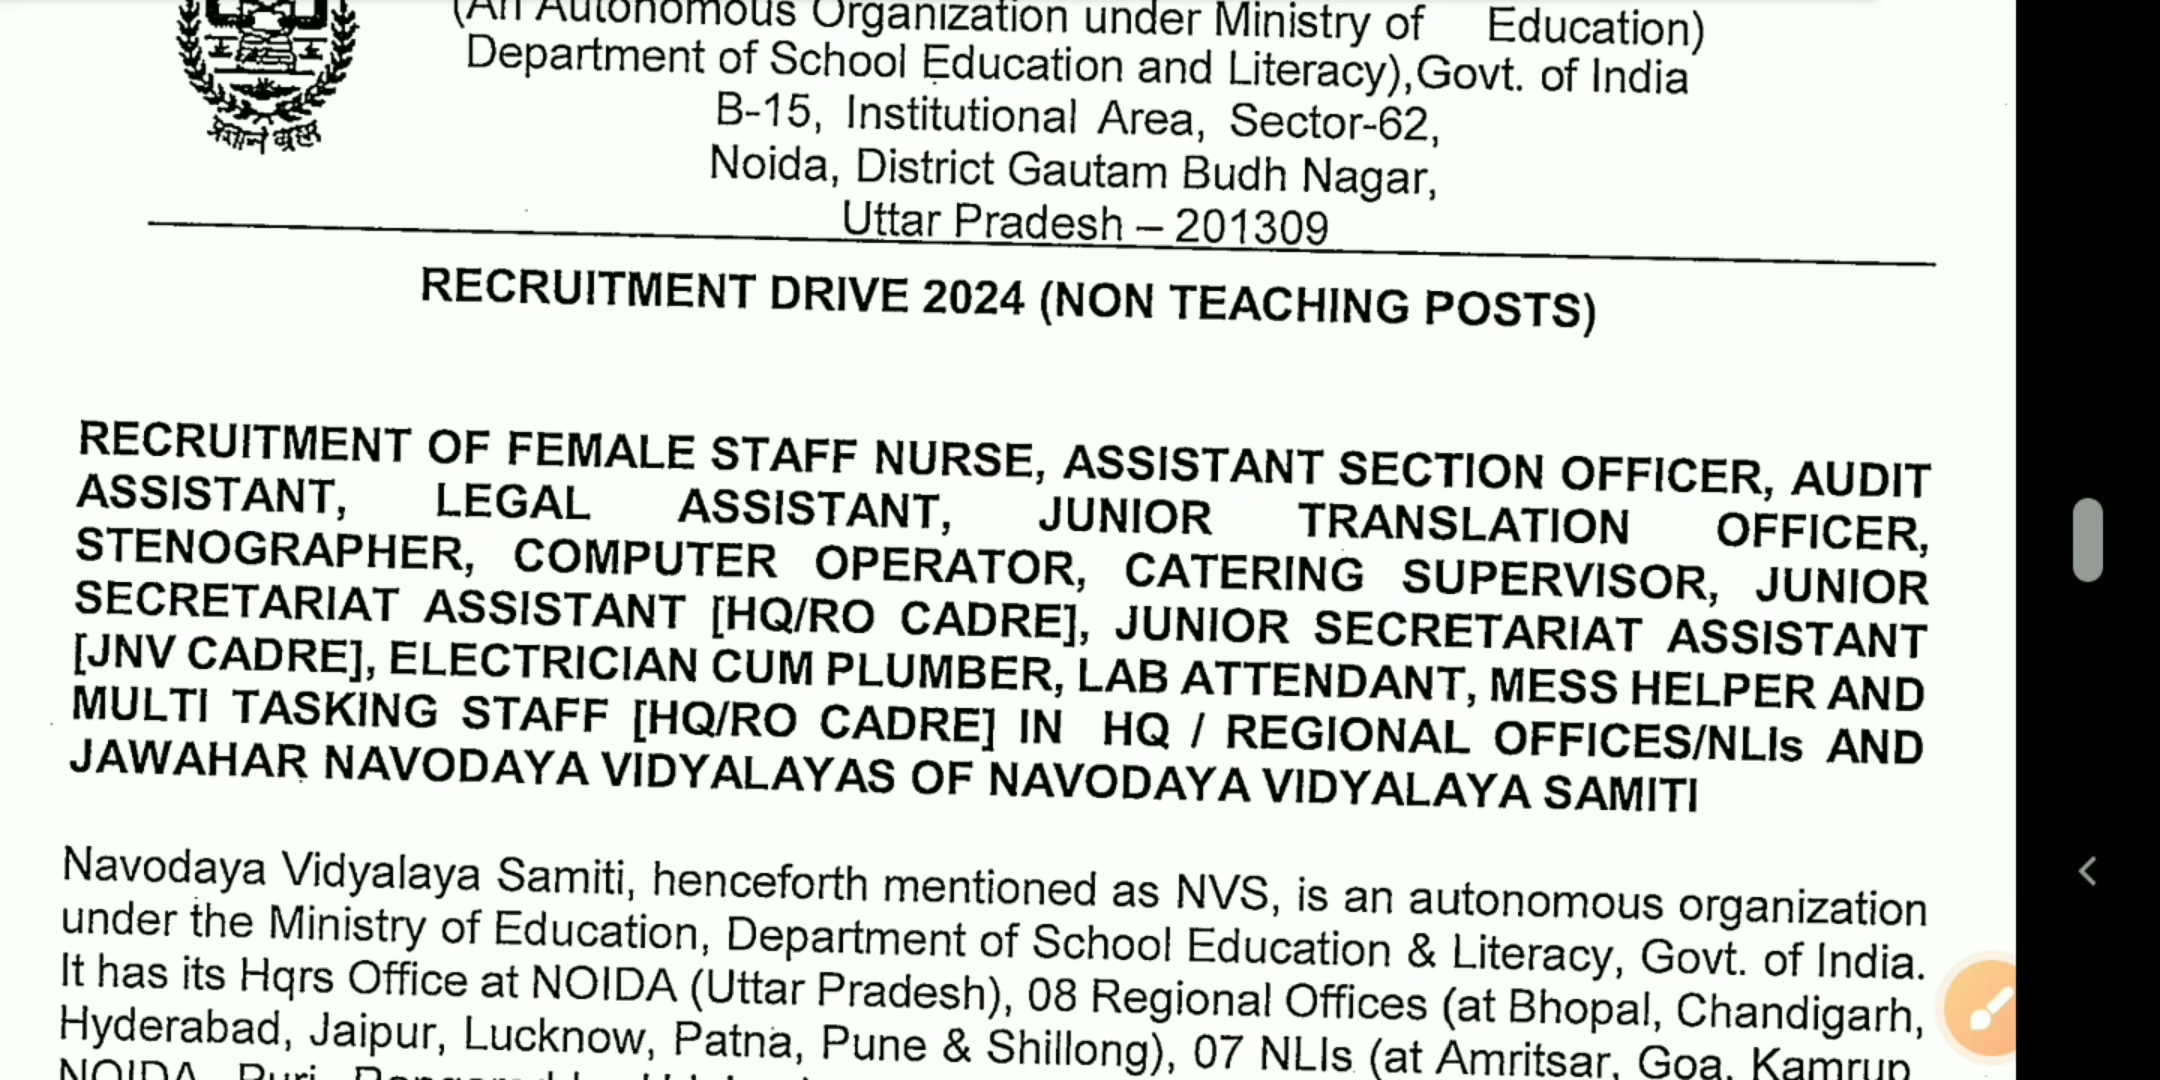 (An Autonomous Organization under Ministry of Education)
Department of School Education and Literacy),Govt. of India
B-15, Institutional Area, Sector-62,
Noida, District Gautam Budh Nagar,
Uttar Pradesh – 201309
RECRUITMENT DRIVE 2024 (NON TEACHING POSTS)
RECRUITMENT OF FEMALE STAFF NURSE, ASSISTANT SECTION OFFICER, AUDIT
ASSISTANT, LEGAL ASSISTANT, JUNIOR TRANSLATION OFFICER,
STENOGRAPHER, COMPUTER OPERATOR, CATERING SUPERVISOR, JUNIOR
SECRETARIAT ASSISTANT [HQ/RO CADRE], JUNIOR SECRETARIAT ASSISTANT
[JNV CADRE], ELECTRICIAN CUM PLUMBER, LAB ATTENDANT, MESS HELPER AND
MULTI TASKING STAFF [HQ/RO CADRE] IN HQ / REGIONAL OFFICES/NLIs AND
JAWAHAR NAVODAYA VIDYALAYAS OF NAVODAYA VIDYALAYA SAMITI
Navodaya Vidyalaya Samiti, henceforth mentioned as NVS, is an autonomous organization
under the Ministry of Education, Department of School Education & Literacy, Govt. of India.
It has its Hqrs Office at NOIDA (Uttar Pradesh), 08 Regional Offices (at Bhopal, Chandigarh,
Hyderabad, Jaipur, Lucknow, Patna, Pune & Shillong), 07 NLIs (at Amritsar, Goa, Kamrup,
NOIDA, Puri,